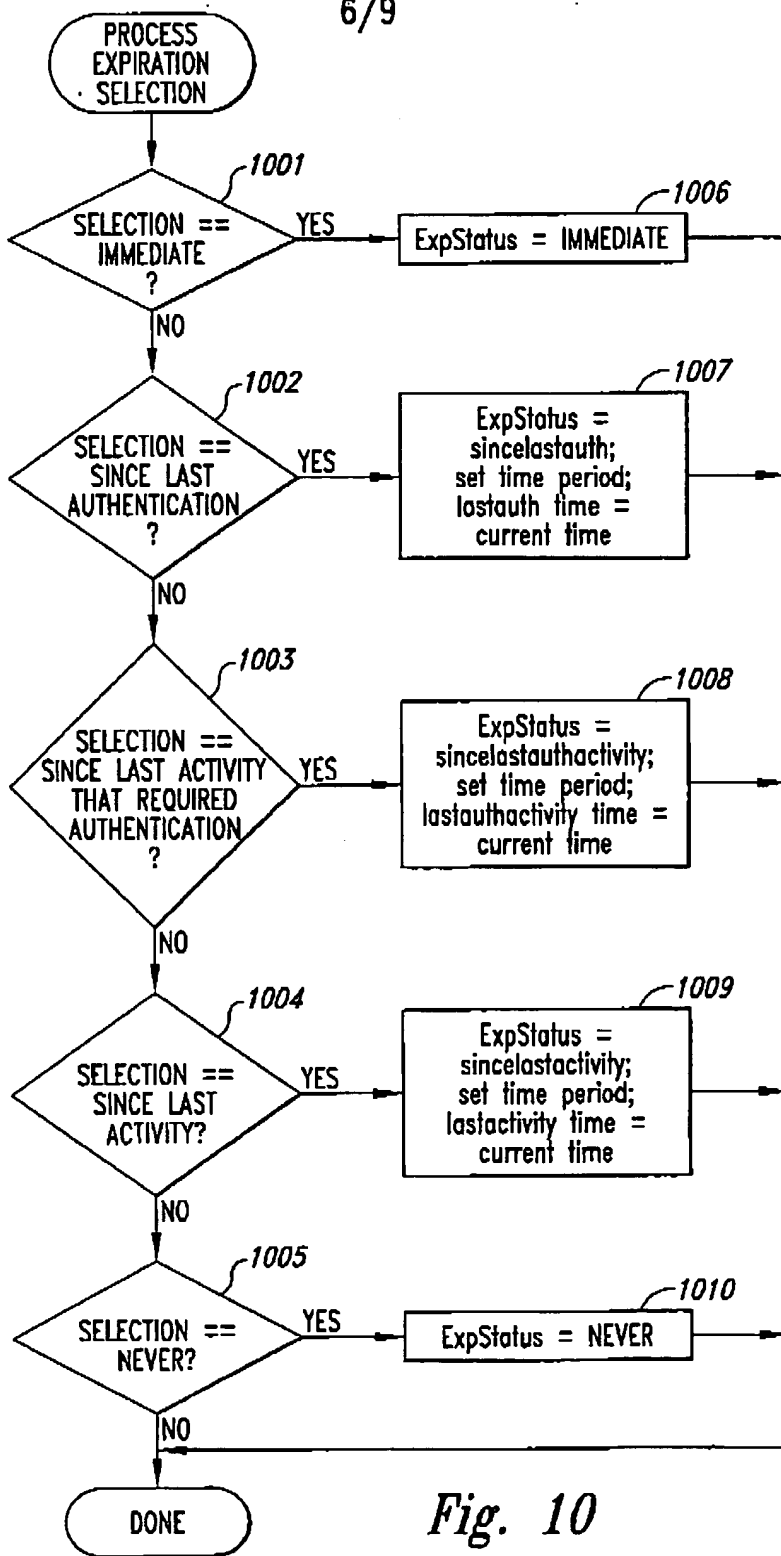 6/9
PROCESS
EXPIRATION
SELECTION
1001
SELECTION ==
IMMEDIATE
?
YES
1006
ExpStatus = IMMEDIATE
NO
1002
SELECTION ==
SINCE LAST
AUTHENTICATION
?
YES
1007
ExpStatus =
sincelastauth;
set time period;
lastauth time =
current time
NO
1003
SELECTION ==
SINCE LAST ACTIVITY
THAT REQUIRED
AUTHENTICATION
?
YES
1008
ExpStatus =
sincelastauthactivity;
set time period;
lastauthactivity time =
current time
NO
1004
SELECTION ==
SINCE LAST
ACTIVITY?
YES
1009
ExpStatus =
sincelastactivity;
set time period;
lastactivity time =
current time
NO
1005
SELECTION ==
NEVER?
YES
1010
ExpStatus = NEVER
NO
DONE
Fig. 10